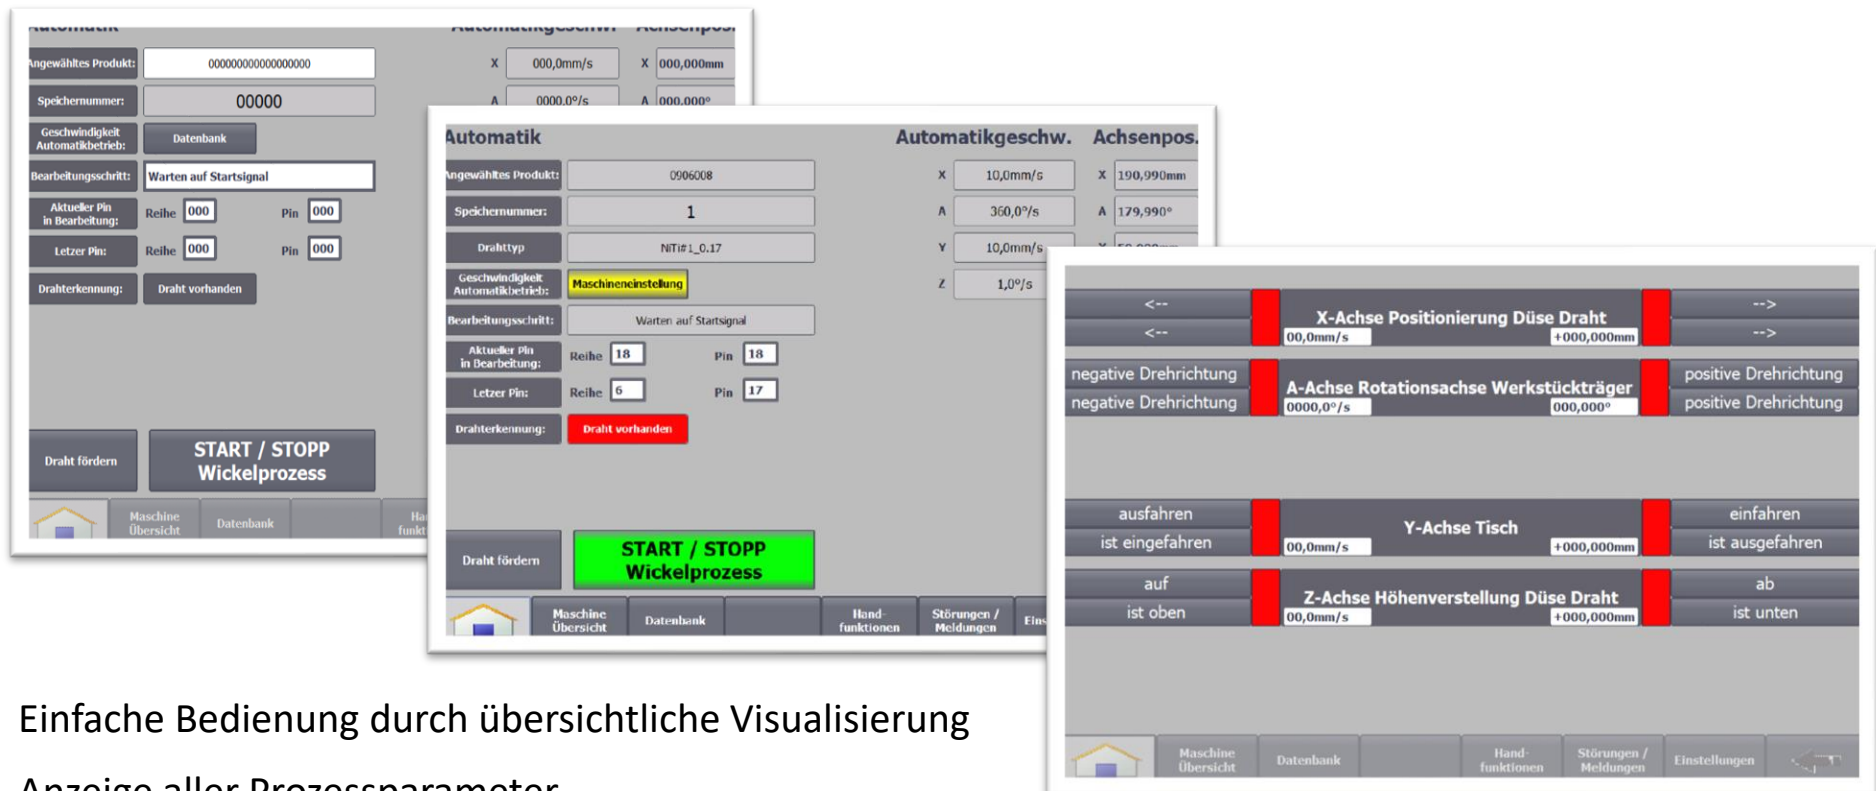 Automatik Automatikgeschw. Achsenpos.
Angewähltes Produkt: 000000000000000000 X 000,0mm/s X 000,000mm
Speichernummer: 00000 A 0000,0°/s A 000,000°
Geschwindigkeit
Automatikbetrieb: Datenbank
Bearbeitungsschritt: Warten auf Startsignal
Aktueller Pin
in Bearbeitung: Reihe 000 Pin 000
Letzer Pin: Reihe 000 Pin 000
Drahterkennung: Draht vorhanden
Draht fördern START / STOPP
Wickelprozess
Maschine
Übersicht Datenbank
Automatik Automatikgeschw. Achsenpos.
Angewähltes Produkt: 0906008 X 10,0mm/s X 190,990mm
Speichernummer: 1 A 360,0°/s A 179,990°
Drahttyp NiTi#1_0.17 Y 10,0mm/s
Geschwindigkeit
Automatikbetrieb: Maschineneinstellung Z 1,0°/s
Bearbeitungsschritt: Warten auf Startsignal
Aktueller Pin
in Bearbeitung: Reihe 18 Pin 18
Letzer Pin: Reihe 6 Pin 17
Drahterkennung: Draht vorhanden
Draht fördern START / STOPP
Wickelprozess
Maschine
Übersicht Datenbank Hand-
funktionen Störungen /
Meldungen
<-- X-Achse Positionierung Düse Draht -->
<-- 00,0mm/s +000,000mm -->
negative Drehrichtung A-Achse Rotationsachse Werkstückträger positive Drehrichtung
negative Drehrichtung 0000,0°/s 000,000° positive Drehrichtung
ausfahren Y-Achse Tisch einfahren
ist eingefahren 00,0mm/s +000,000mm ist ausgefahren
auf Z-Achse Höhenverstellung Düse Draht ab
ist oben 00,0mm/s +000,000mm ist unten
Maschine
Übersicht Datenbank Hand-
funktionen Störungen /
Meldungen Einstellungen
Einfache Bedienung durch übersichtliche Visualisierung
Anzeige aller Prozessparameter